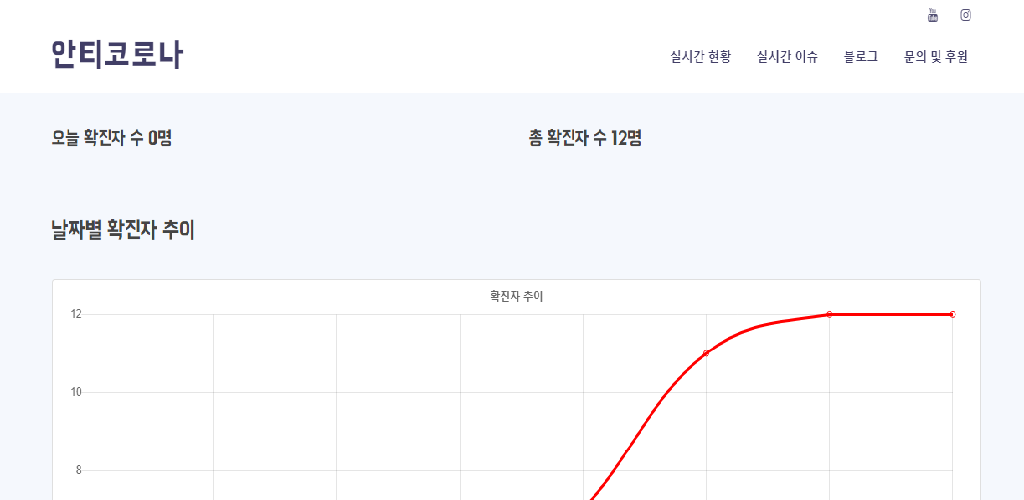 안티코로나
실시간 현황 실시간 이슈 블로그 문의 및 후원
오늘 확진자 수 0명 총 확진자 수 12명
날짜별 확진자 추이
확진자 추이
12
10
8